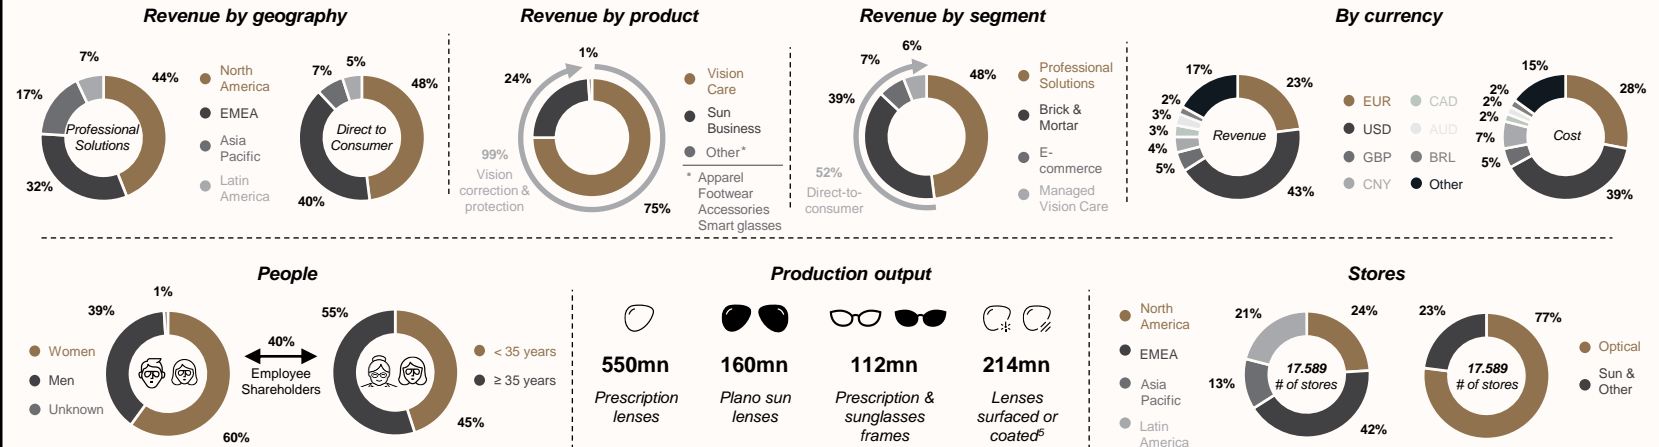 Revenue by geography
7%
44%
17%
Professional
Solutions
32%
North
America
EMEA
Asia
Pacific
Latin
America
5%
7%
48%
Direct to
Consumer
40%
Revenue by product
1%
24%
99%
Vision
correction &
protection
75%
Vision
Care
Sun
Business
Other*
* Apparel
Footwear
Accessories
Smart glasses
Revenue by segment
6%
7%
48%
39%
52%
Direct-to-
consumer
Professional
Solutions
Brick &
Mortar
E-
commerce
Managed
Vision Care
By currency
17%
23%
2%
3%
3%
4%
5%
Revenue
43%
EUR
CAD
USD
AUD
GBP
BRL
CNY
Other
15%
28%
2%
2%
2%
7%
5%
Cost
39%
People
1%
39%
Women
Men
Unknown
60%
40%
Employee
Shareholders
55%
45%
< 35 years
≥ 35 years
Production output
550mn
160mn
112mn
214mn
Prescription
lenses
Plano sun
lenses
Prescription &
sunglasses
frames
Lenses
surfaced or
coated⁵
Stores
North
America
EMEA
Asia
Pacific
Latin
America
21%
24%
13%
17.589
# of stores
42%
23%
77%
17.589
# of stores
Optical
Sun &
Other